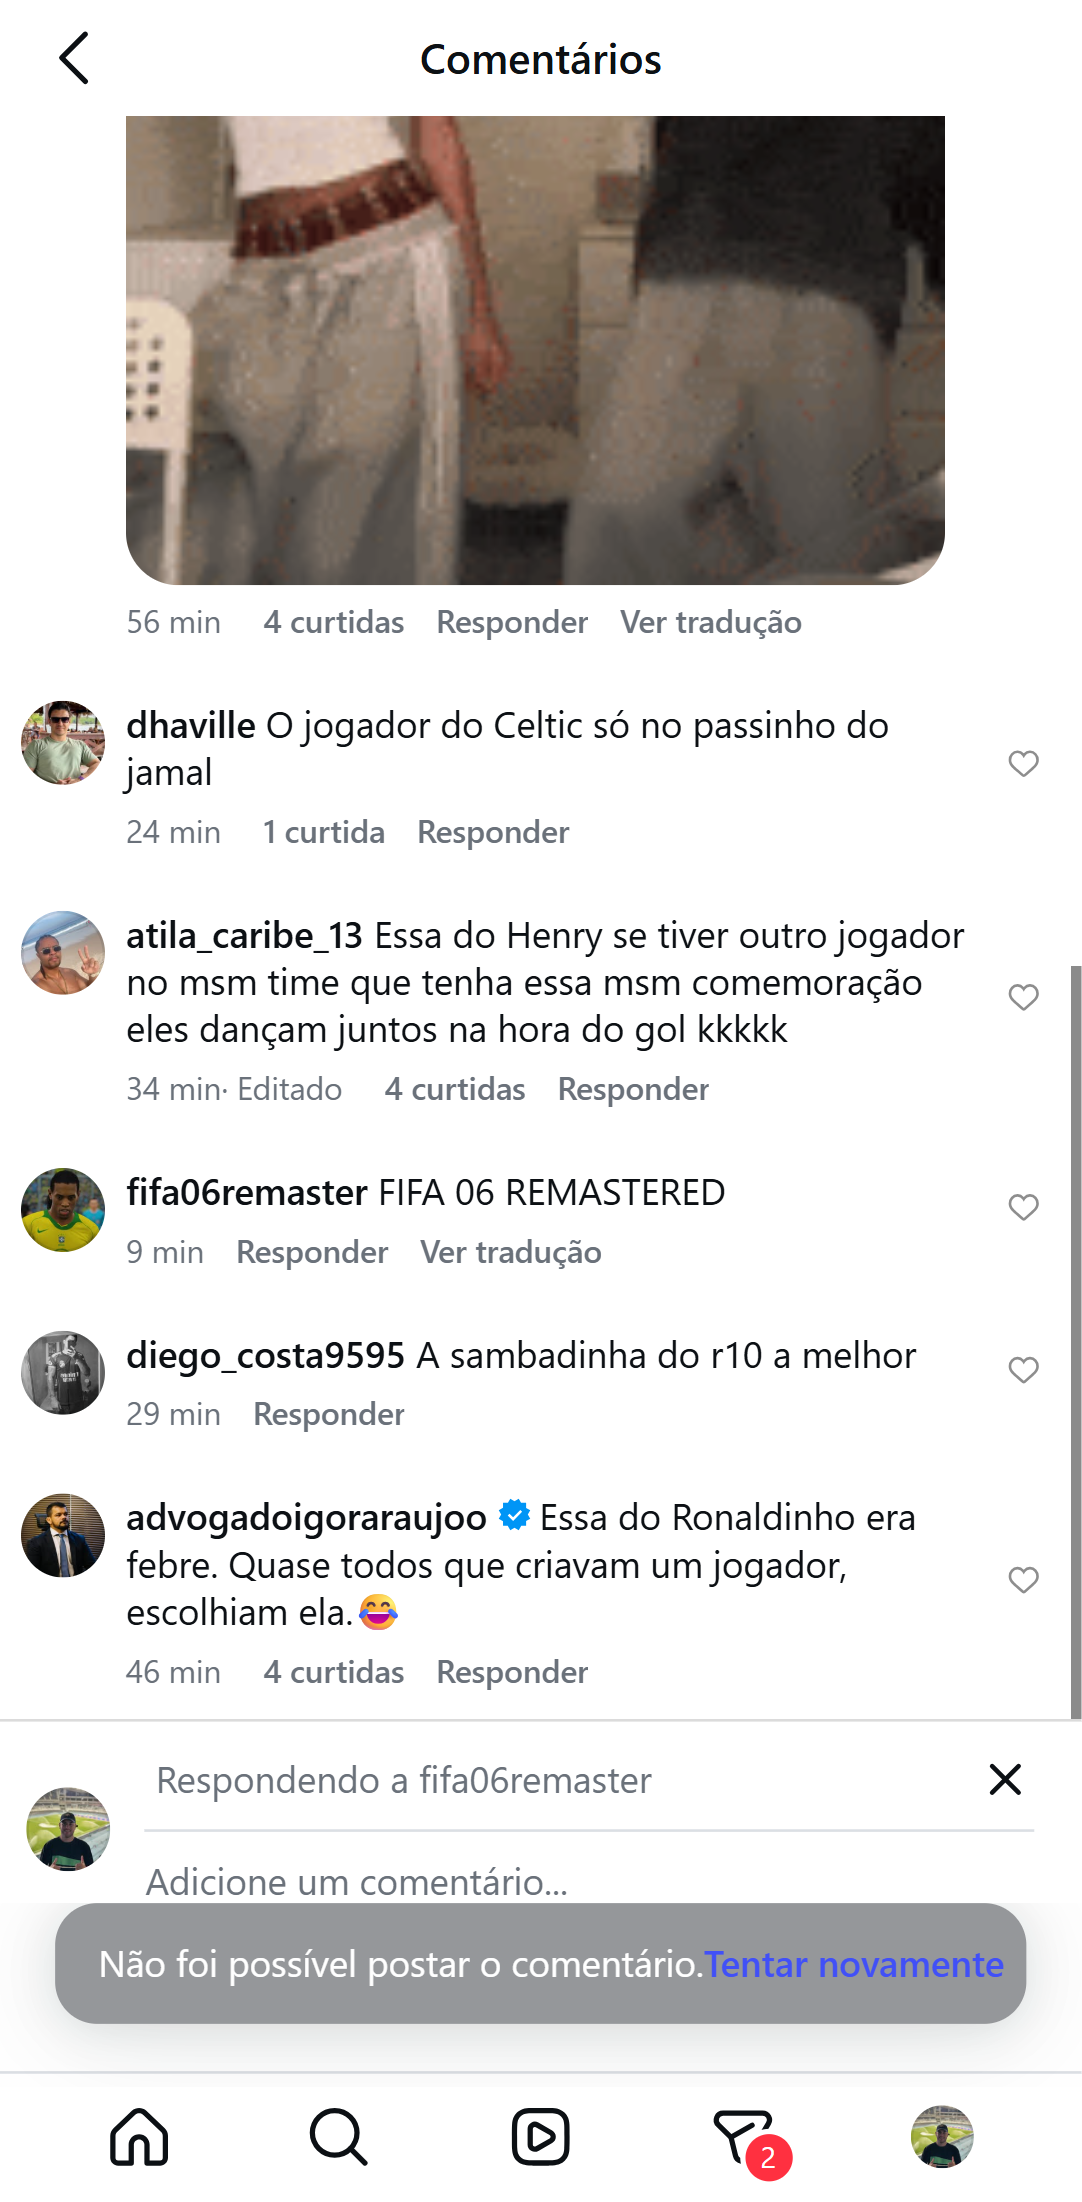 Comentários
56 min 4 curtidas Responder Ver tradução
dhaville O jogador do Celtic só no passinho do
jamal
24 min 1 curtida Responder
atila_caribe_13 Essa do Henry se tiver outro jogador
no msm time que tenha essa msm comemoração
eles dançam juntos na hora do gol kkkkk
34 min· Editado 4 curtidas Responder
fifa06remaster FIFA 06 REMASTERED
9 min Responder Ver tradução
diego_costa9595 A sambadinha do r10 a melhor
29 min Responder
advogadoigoraraujoo Essa do Ronaldinho era
febre. Quase todos que criavam um jogador,
escolhiam ela.😂
46 min 4 curtidas Responder
Respondendo a fifa06remaster
Adicione um comentário...
Não foi possível postar o comentário.Tentar novamente
2